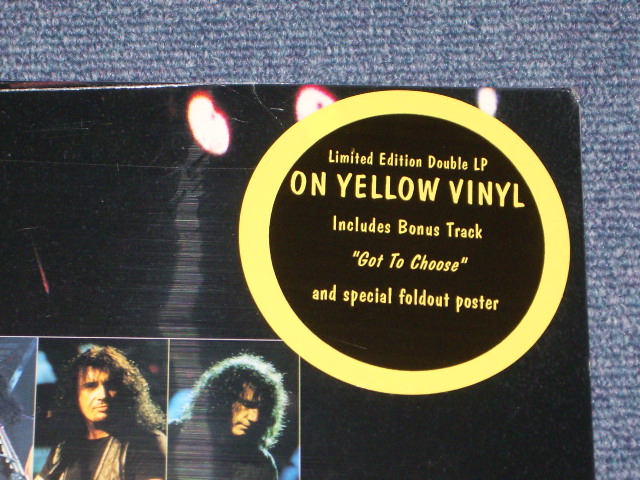 Limited Edition Double LP
ON YELLOW VINYL
Includes Bonus Track
"Got To Choose"
and special foldout poster